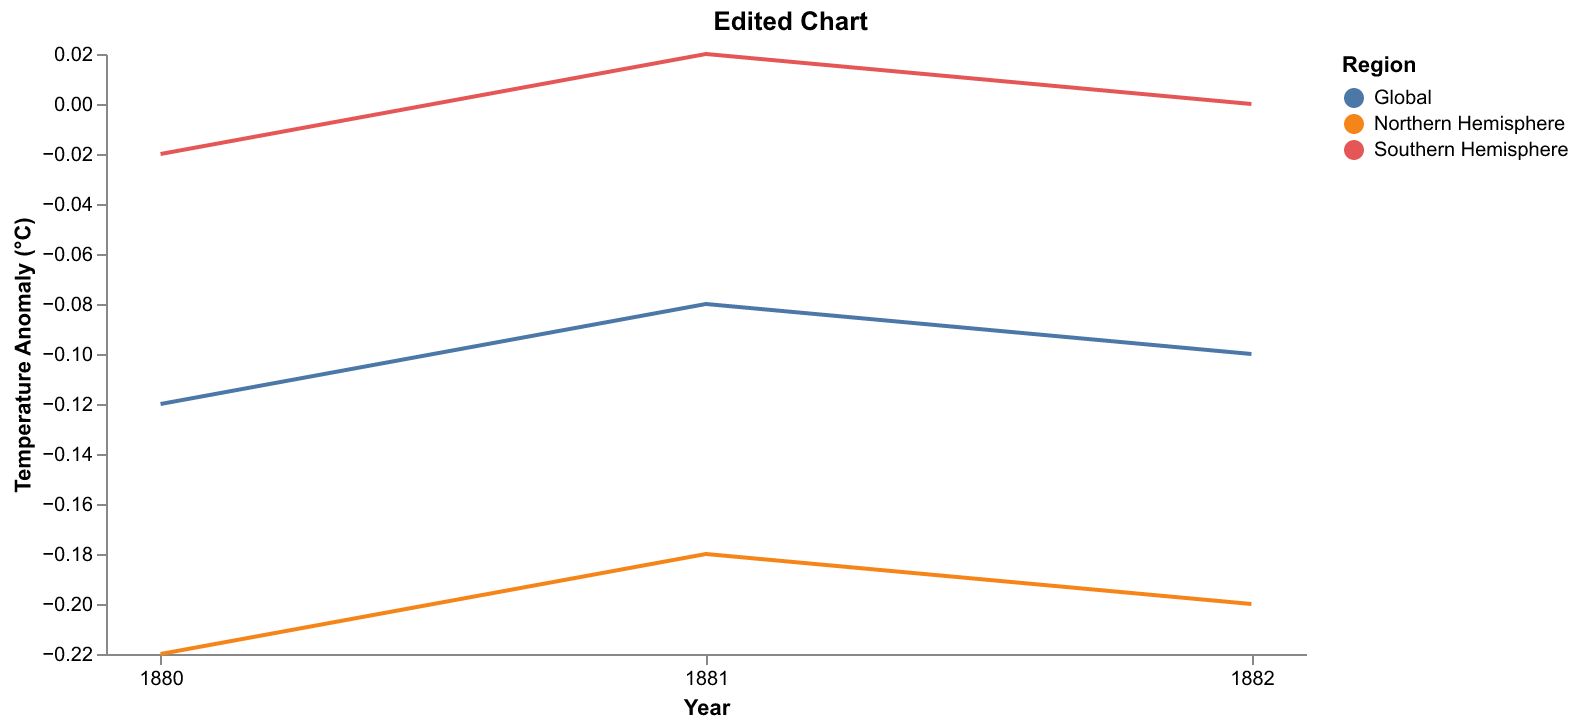 Edited Chart
Temperature Anomaly (°C)
0.02
0.00
−0.02
−0.04
−0.06
−0.08
−0.10
−0.12
−0.14
−0.16
−0.18
−0.20
−0.22
1880 1881 1882
Year
Region
Global
Northern Hemisphere
Southern Hemisphere